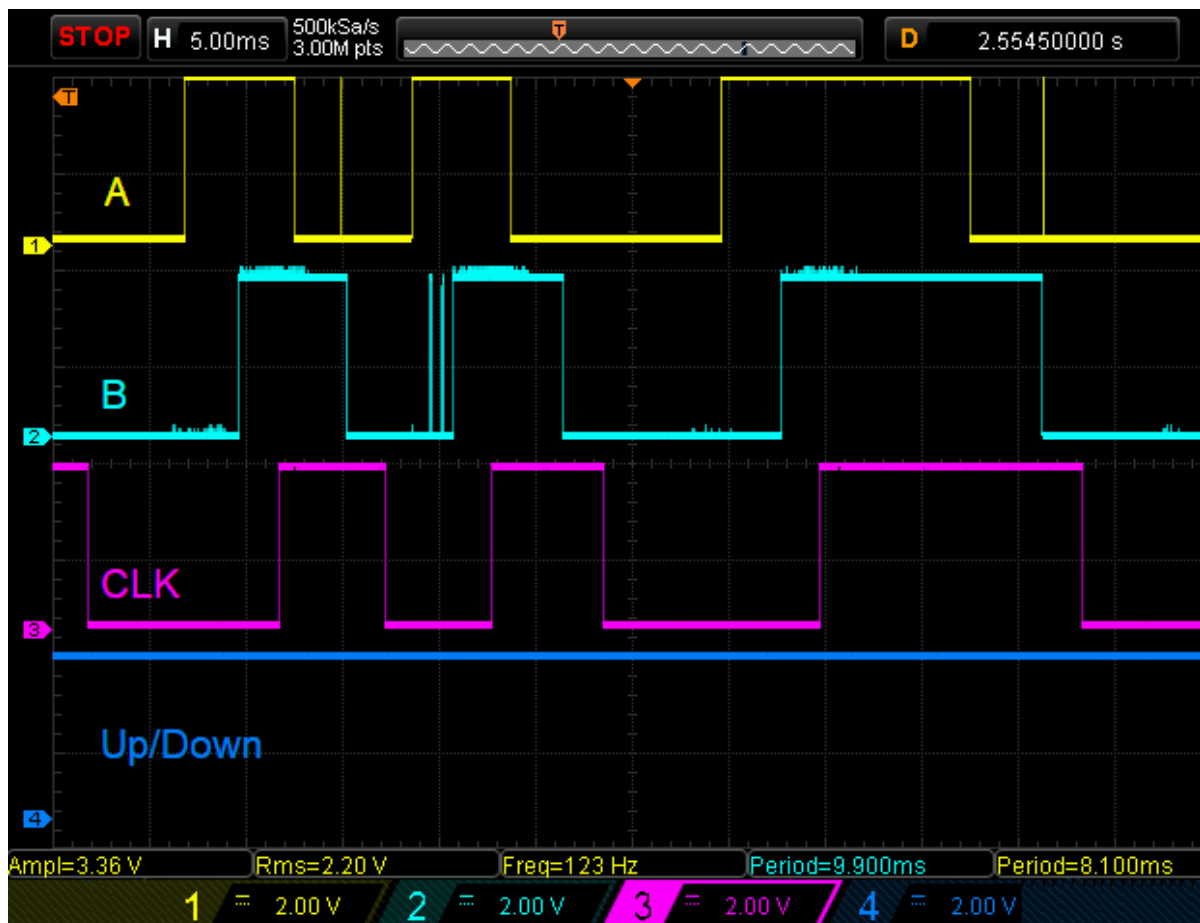 STOP H 5.00ms 500kSa/s 3.00M pts T D 2.55450000 s
T
A
1
B
2
CLK
3
Up/Down
4
Ampl=3.36 V Rms=2.20 V Freq=123 Hz Period=9.900ms Period=8.100ms
1 = 2.00 V 2 = 2.00 V 3 = 2.00 V 4 = 2.00 V